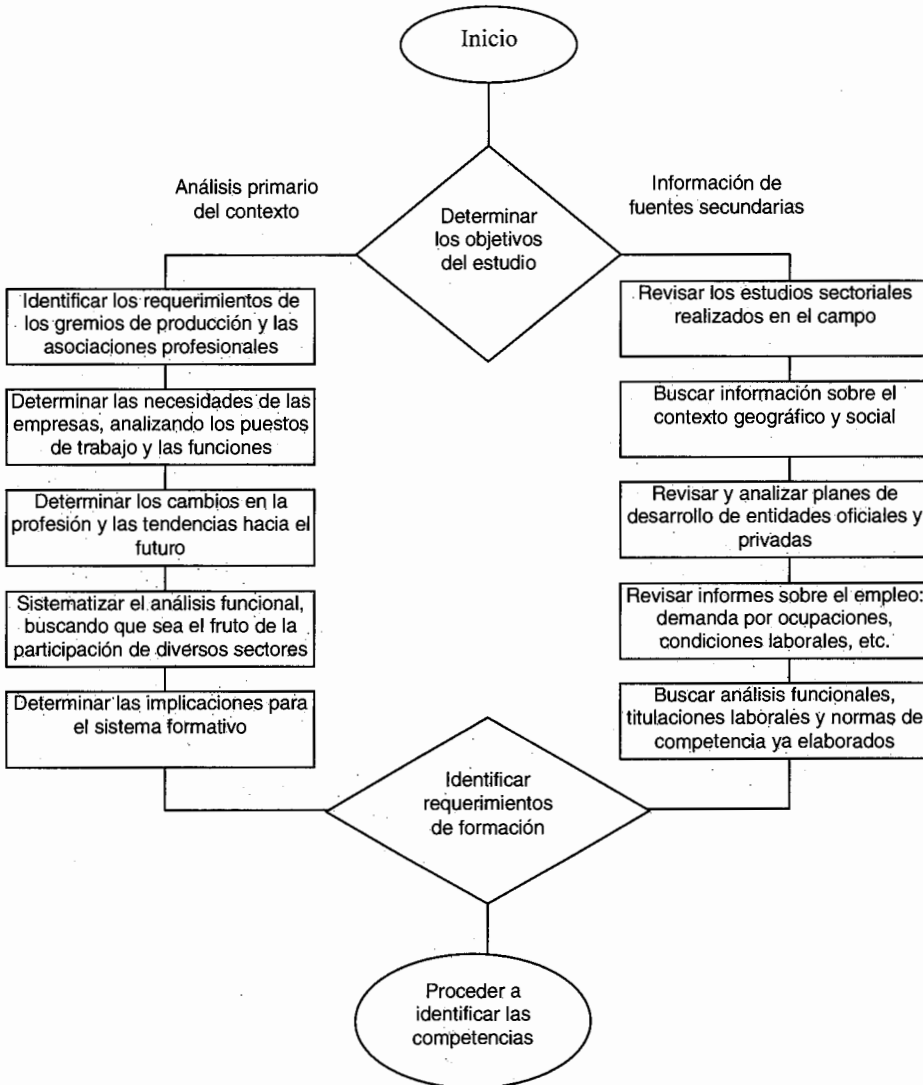 Inicio
Análisis primario
del contexto
Determinar
los objetivos
del estudio
Información de
fuentes secundarias
Identificar los requerimientos de
los gremios de producción y las
asociaciones profesionales
Determinar las necesidades de las
empresas, analizando los puestos
de trabajo y las funciones
Determinar los cambios en la
profesión y las tendencias hacia el
futuro
Sistematizar el análisis funcional,
buscando que sea el fruto de la
participación de diversos sectores
Determinar las implicaciones para
el sistema formativo
Revisar los estudios sectoriales
realizados en el campo
Buscar información sobre el
contexto geográfico y social
Revisar y analizar planes de
desarrollo de entidades oficiales y
privadas
Revisar informes sobre el empleo:
demanda por ocupaciones,
condiciones laborales, etc.
Buscar análisis funcionales,
titulaciones laborales y normas de
competencia ya elaborados
Identificar
requerimientos
de formación
Proceder a
identificar las
competencias